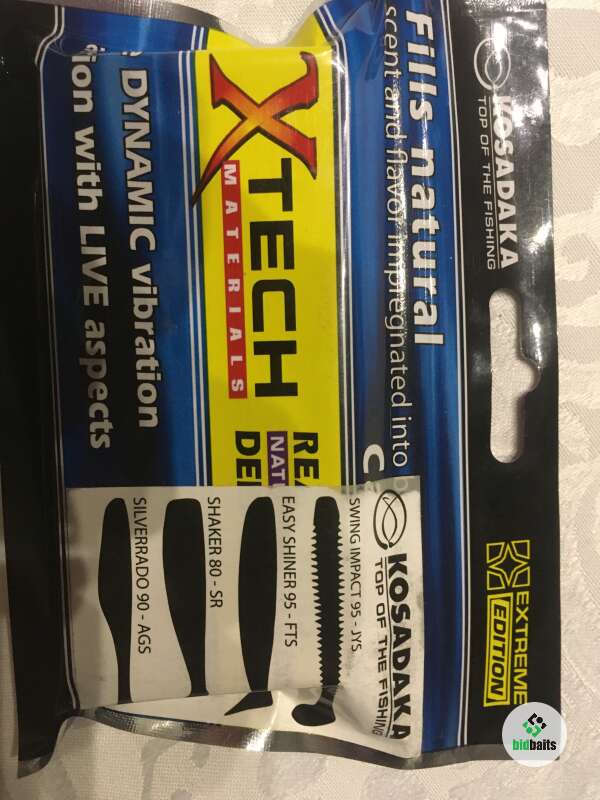 KOSADAKA
TOP OF THE FISHING
EXTREME
EDITION
Fills natural
scent and flavor impregnated into
XTECH
MATERIALS
DYNAMIC vibration
with LIVE aspects
KOSADAKA
TOP OF THE FISHING
SWING IMPACT 95 - JYS
EASY SHINER 95 - FTS
SHAKER 80 - SR
SILVERRADO 90 - AGS
bidbaits